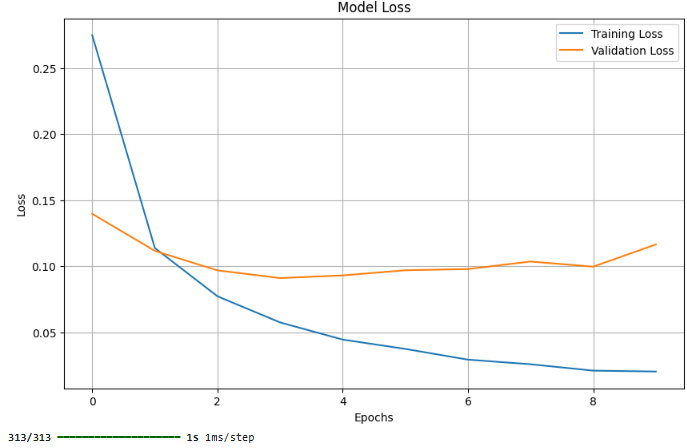 Model Loss
Training Loss
Validation Loss
0.25
0.20
0.15
0.10
0.05
Loss
0 2 4 6 8
Epochs
313/313 ━━━━━━━━━━━━━━━━━━━━ 1s 1ms/step